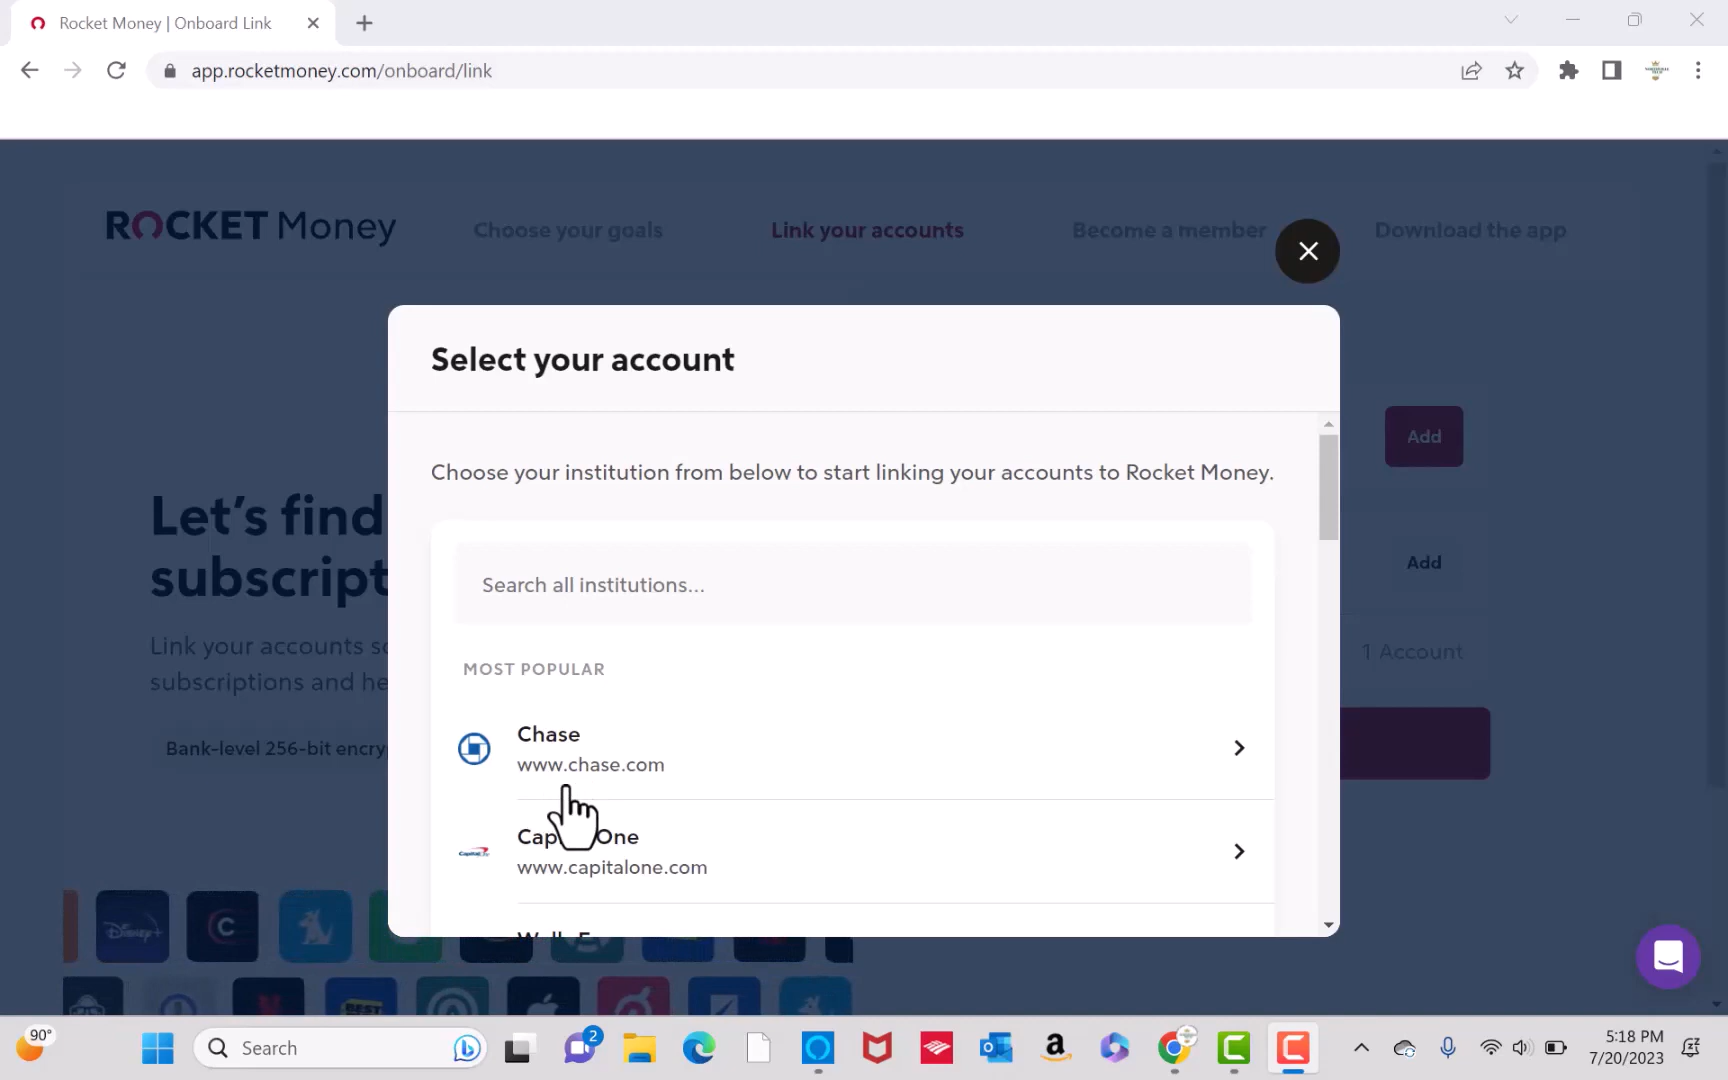 Rocket Money | Onboard Link
app.rocketmoney.com/onboard/link
ROCKET Money
Choose your goals
Link your accounts
Become a member
Download the app
Select your account
Choose your institution from below to start linking your accounts to Rocket Money.
Search all institutions...
MOST POPULAR
Chase
www.chase.com
One
www.capitalone.com
Add
Add
1 Account
Let's find
subscript
Link your accounts
subscriptions and he
Bank-level 256-bit encry
Disney+
C
90°
Search
2
5:18 PM
7/20/2023